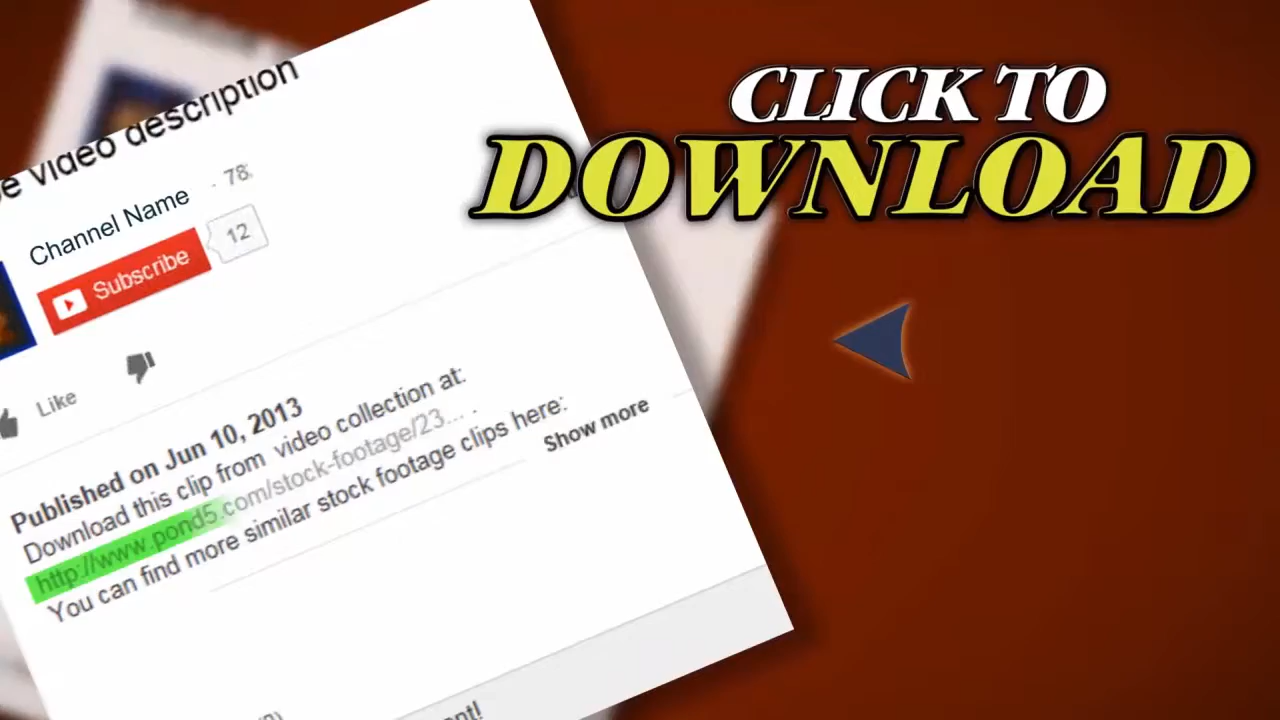 CLICK TO
DOWNLOAD
video description
Channel Name
78
Subscribe
12
Like
Published on Jun 10, 2013
Download this clip from video collection at:
http://www.pond5.com/stock-footage/23... .
You can find more similar stock footage clips here:
Show more